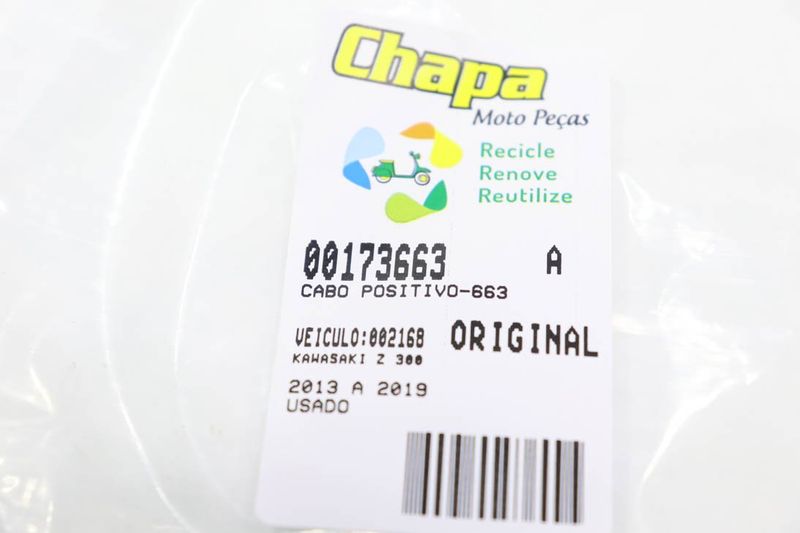 Chapa
Moto Peças
Recicle
Renove
Reutilize
00173663 A
CABO POSITIVO-663
VEICULO:002168 ORIGINAL
KAWASAKI Z 300
2013 A 2019
USADO